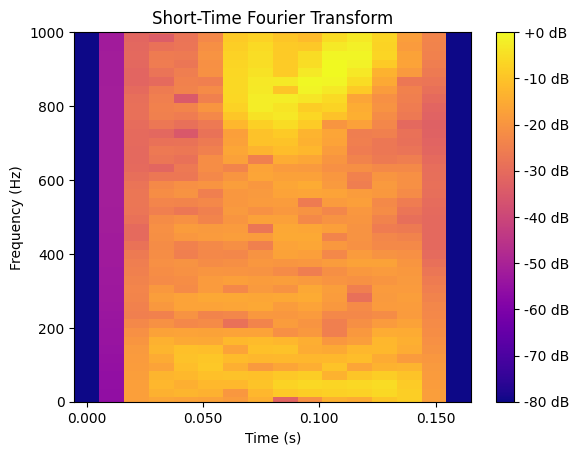 Short-Time Fourier Transform
1000
800
600
400
200
0
Frequency (Hz)
0.000
0.050
0.100
0.150
Time (s)
+0 dB
-10 dB
-20 dB
-30 dB
-40 dB
-50 dB
-60 dB
-70 dB
-80 dB